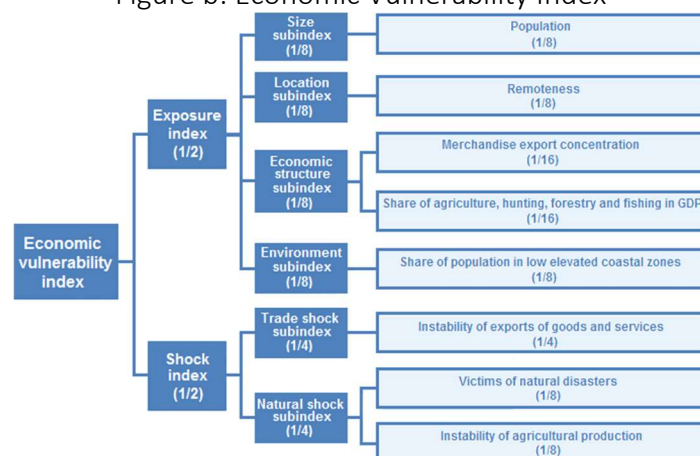 Figure b: Economic Vulnerability Index
Size
subindex
(1/8)
Population
(1/8)
Location
subindex
(1/8)
Remoteness
(1/8)
Exposure
index
(1/2)
Economic
structure
subindex
(1/8)
Merchandise export concentration
(1/16)
Share of agriculture, hunting, forestry and fishing in GDP
(1/16)
Economic
vulnerability
index
Environment
subindex
(1/8)
Share of population in low elevated coastal zones
(1/8)
Trade shock
subindex
(1/4)
Instability of exports of goods and services
(1/4)
Shock
index
(1/2)
Natural shock
subindex
(1/4)
Victims of natural disasters
(1/8)
Instability of agricultural production
(1/8)